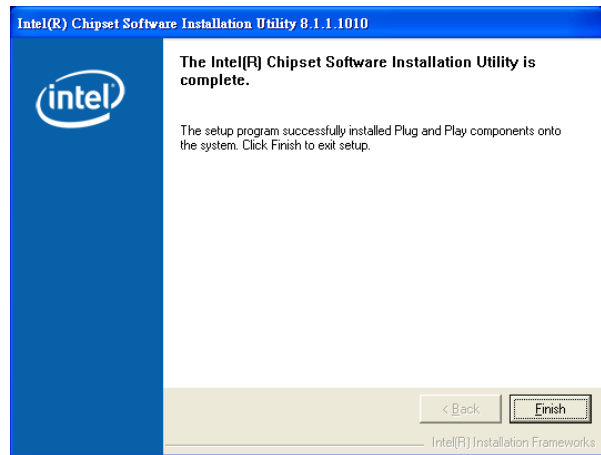 Intel(R) Chipset Software Installation Utility 8.1.1.1010
intel
The Intel(R) Chipset Software Installation Utility is
complete.
The setup program successfully installed Plug and Play components onto
the system. Click Finish to exit setup.
< Back
Finish
Intel(R) Installation Frameworks